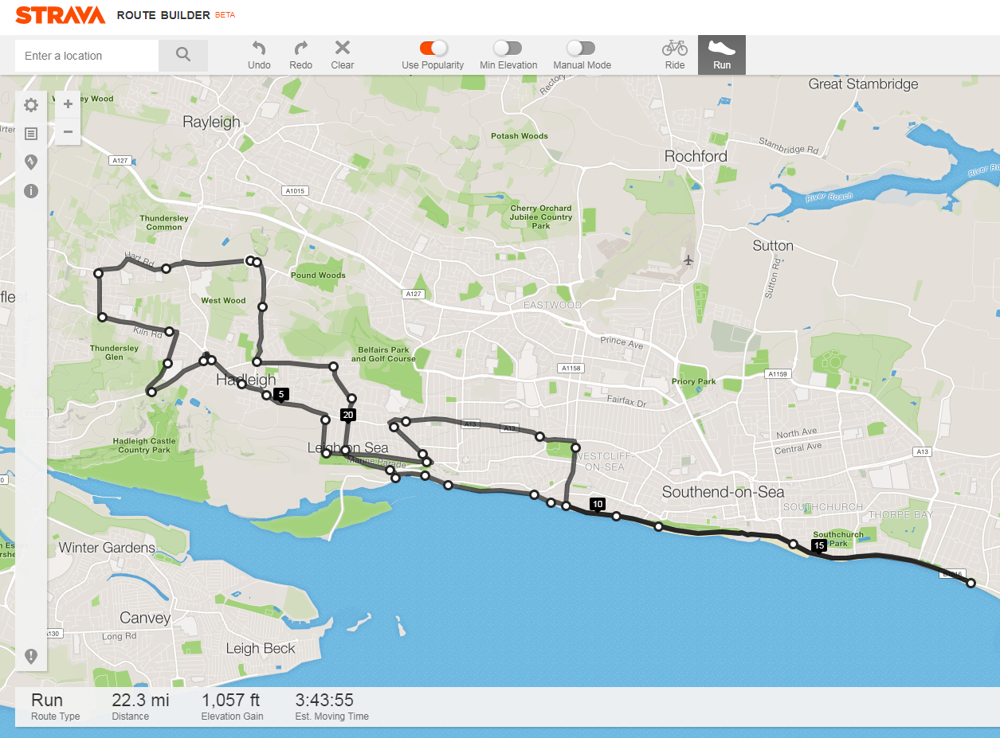 STRAVA ROUTE BUILDER BETA
Enter a location
Undo
Redo
Clear
Use Popularity
Min Elevation
Manual Mode
Ride
Run
Great Stambridge
Rayleigh
Potash Woods
Stambridge Rd
Rochford
A127
River Roach
A1015
Cherry Orchard
Jubilee Country
Park
Thundersley
Common
Sutton
Hart Rd
Pound Woods
Sutton Rd
A127
West Wood
EASTWOOD
Kiln Rd
Prince Ave
Thundersley
Glen
Belfairs Park
and Golf Course
A1158
A1159
Hadleigh
Priory Park
5
Fairfax Dr
20
A13
A13
North Ave
Hadleigh Castle
Country Park
Leigh on Sea
Central Ave
A13
Marine Parade
WESTCLIFF-
ON-SEA
Southend-on-Sea
10
SOUTHCHURCH
THORPE BAY
Southchurch
Park
15
Winter Gardens
B1016
Canvey
Long Rd
Leigh Beck
Run
Route Type
22.3 mi
Distance
1,057 ft
Elevation Gain
3:43:55
Est. Moving Time